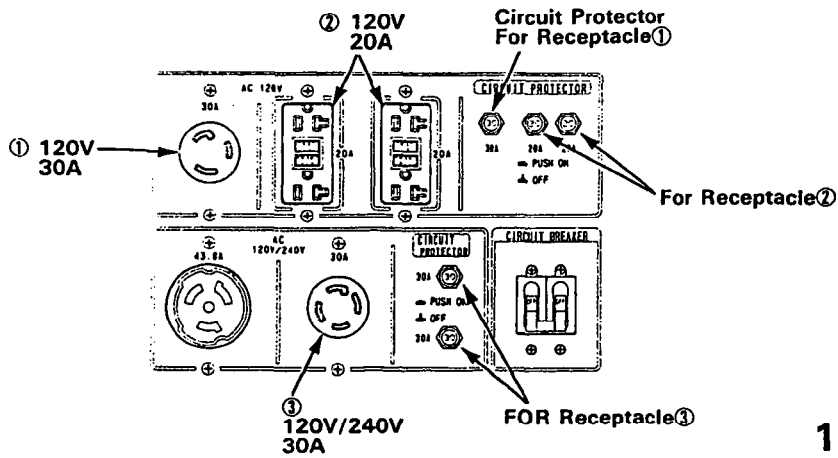 ② 120V
20A
Circuit Protector
For Receptacle①
① 120V
30A
30A
AC 120V
20A
20A
CIRCUIT PROTECTOR
30A
20A
PUSH ON
OFF
For Receptacle②
43.8A
AC
120V/240V
30A
CIRCUIT
PROTECTOR
30A
PUSH ON
OFF
30A
CIRCUIT BREAKER
③
120V/240V
30A
FOR Receptacle③
1